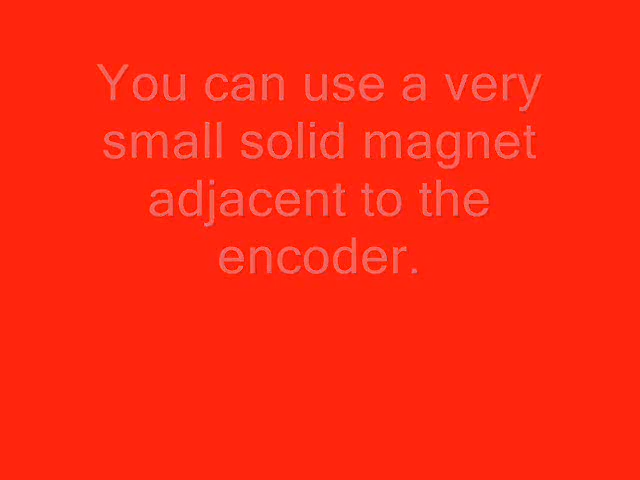 You can use a very
small solid magnet
adjacent to the
encoder.